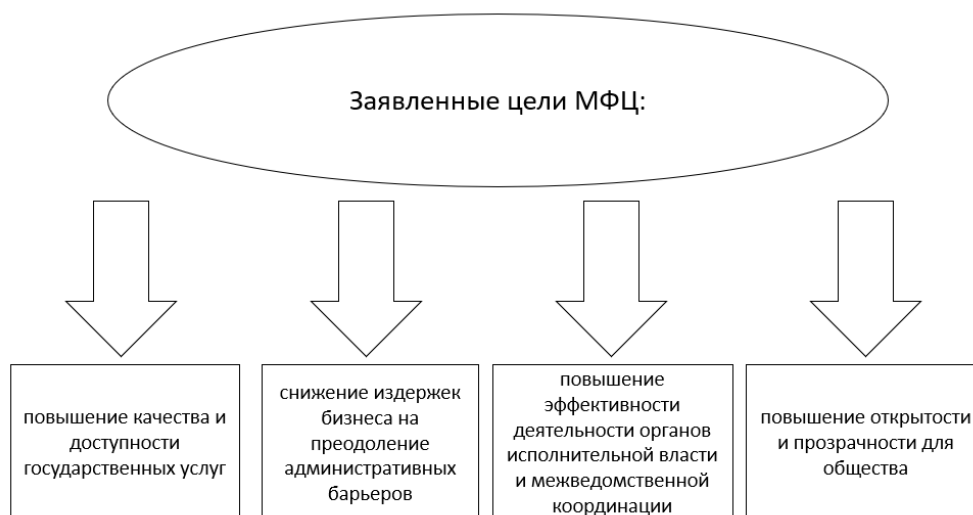 Заявленные цели МФЦ:
повышение качества и
доступности
государственных услуг
снижение издержек
бизнеса на
преодоление
административных
барьеров
повышение
эффективности
деятельности органов
исполнительной власти
и межведомственной
координации
повышение открытости
и прозрачности для
общества